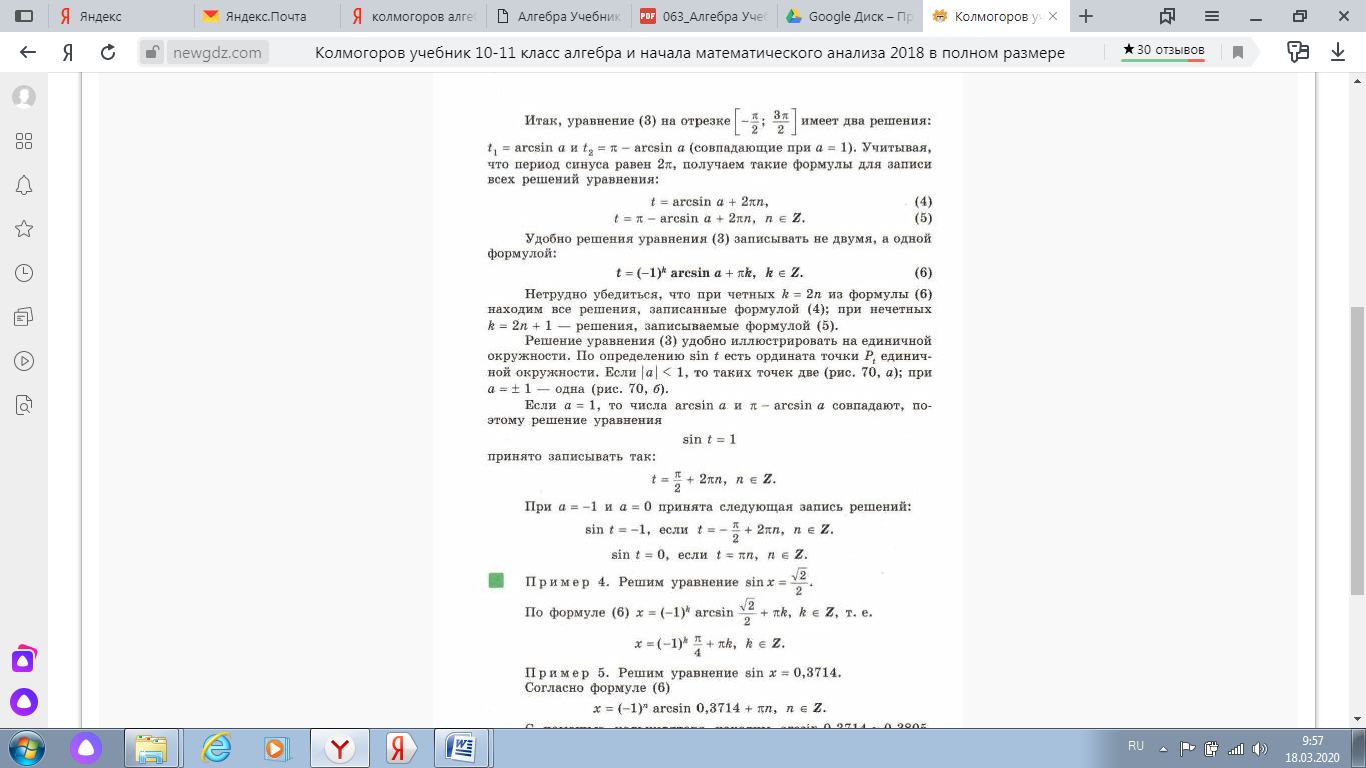 Яндекс
Яндекс.Почта
колмогоров алге
Алгебра Учебник
063_Алгебра Учеб
Google Диск – Пр
Колмогоров уч
newgdz.com
Колмогоров учебник 10-11 класс алгебра и начала математического анализа 2018 в полном размере
★30 отзывов
Итак, уравнение (3) на отрезке [−π/2; 3π/2] имеет два решения:
t₁ = arcsin a и t₂ = π − arcsin a (совпадающие при a = 1). Учитывая,
что период синуса равен 2π, получаем такие формулы для записи
всех решений уравнения:
t = arcsin a + 2πn, (4)
t = π − arcsin a + 2πn, n ∈ Z. (5)
Удобно решения уравнения (3) записывать не двумя, а одной
формулой:
t = (−1)ᵏ arcsin a + πk, k ∈ Z. (6)
Нетрудно убедиться, что при четных k = 2n из формулы (6)
находим все решения, записанные формулой (4); при нечетных
k = 2n + 1 — решения, записываемые формулой (5).
Решение уравнения (3) удобно иллюстрировать на единичной
окружности. По определению sin t есть ордината точки Pₜ единич-
ной окружности. Если |a| < 1, то таких точек две (рис. 70, а); при
a = ± 1 — одна (рис. 70, б).
Если a = 1, то числа arcsin a и π − arcsin a совпадают, по-
этому решение уравнения
sin t = 1
принято записывать так:
t = π/2 + 2πn, n ∈ Z.
При a = −1 и a = 0 принята следующая запись решений:
sin t = −1, если t = − π/2 + 2πn, n ∈ Z.
sin t = 0, если t = πn, n ∈ Z.
Пример 4. Решим уравнение sin x = √2/2.
По формуле (6) x = (−1)ᵏ arcsin √2/2 + πk, k ∈ Z, т. е.
x = (−1)ᵏ π/4 + πk, k ∈ Z.
Пример 5. Решим уравнение sin x = 0,3714.
Согласно формуле (6)
x = (−1)ⁿ arcsin 0,3714 + πn, n ∈ Z.
RU
9:57
18.03.2020